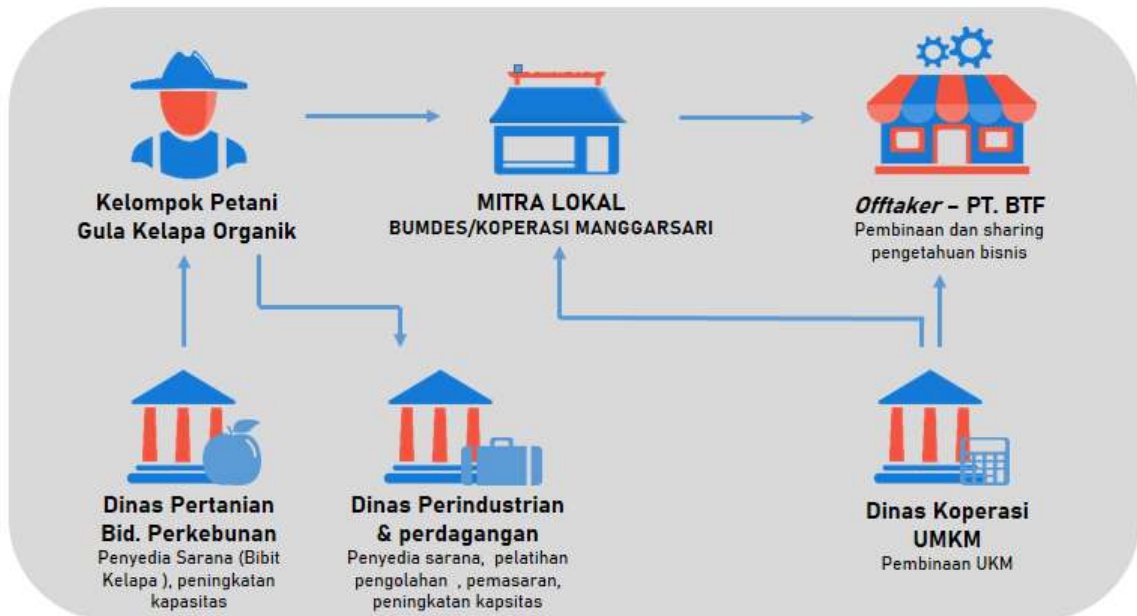 Kelompok Petani
Gula Kelapa Organik
MITRA LOKAL
BUMDES/KOPERASI MANGGARSARI
Offtaker – PT. BTF
Pembinaan dan sharing
pengetahuan bisnis
Dinas Pertanian
Bid. Perkebunan
Penyedia Sarana (Bibit
Kelapa ), peningkatan
kapasitas
Dinas Perindustrian
& perdagangan
Penyedia sarana, pelatihan
pengolahan , pemasaran,
peningkatan kapsitas
Dinas Koperasi
UMKM
Pembinaan UKM